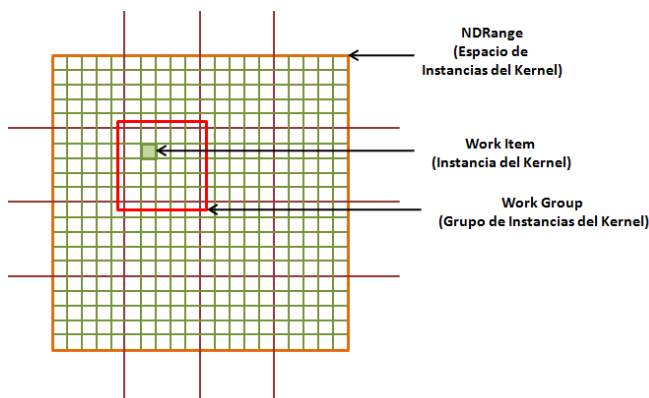 NDRange
(Espacio de
Instancias del Kernel)
Work Item
(Instancia del Kernel)
Work Group
(Grupo de Instancias del Kernel)